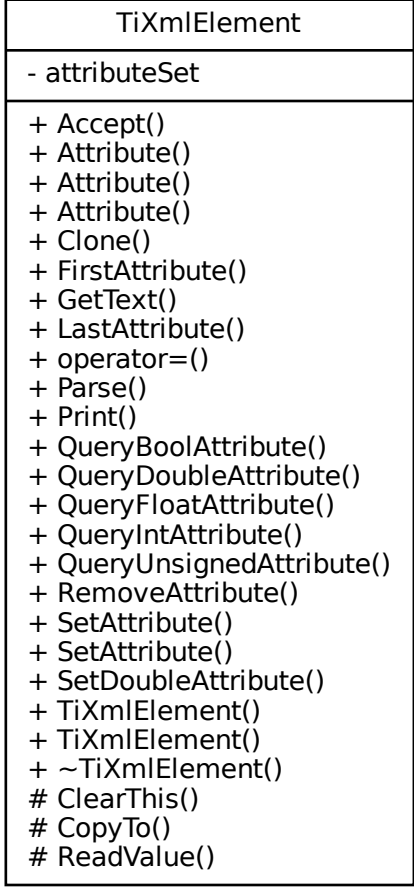 TiXmlElement
- attributeSet
+ Accept()
+ Attribute()
+ Attribute()
+ Attribute()
+ Clone()
+ FirstAttribute()
+ GetText()
+ LastAttribute()
+ operator=()
+ Parse()
+ Print()
+ QueryBoolAttribute()
+ QueryDoubleAttribute()
+ QueryFloatAttribute()
+ QueryIntAttribute()
+ QueryUnsignedAttribute()
+ RemoveAttribute()
+ SetAttribute()
+ SetAttribute()
+ SetDoubleAttribute()
+ TiXmlElement()
+ TiXmlElement()
+ ~TiXmlElement()
# ClearThis()
# CopyTo()
# ReadValue()